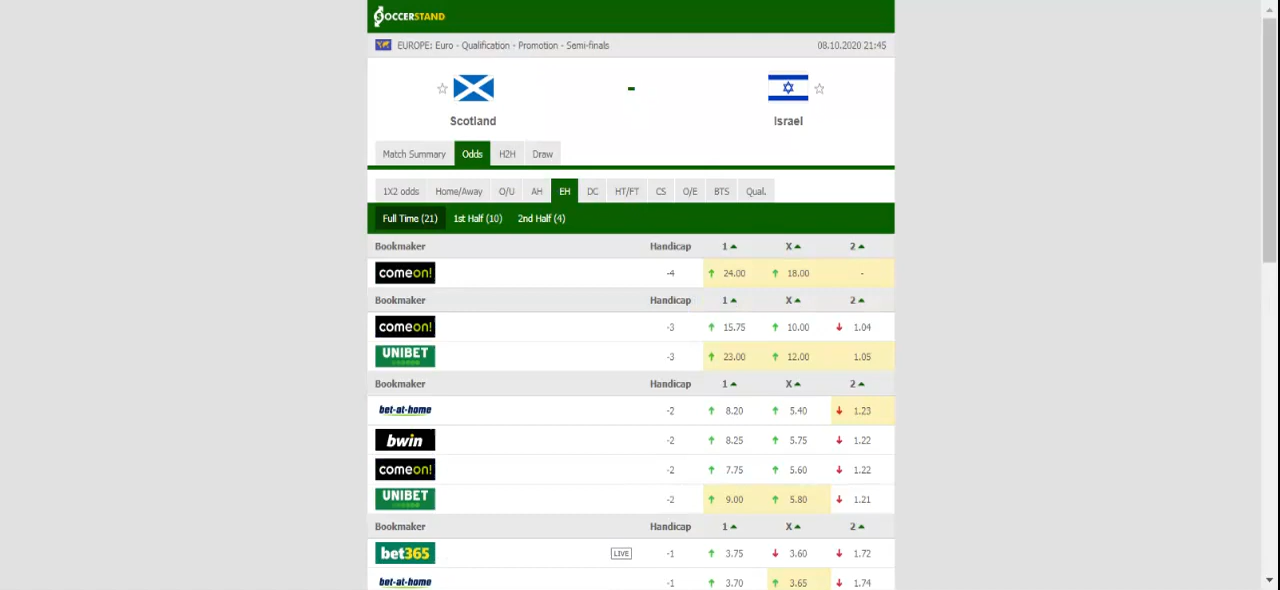 SOCCERSTAND
EUROPE: Euro - Qualification - Promotion - Semi-finals 08.10.2020 21:45
-
Scotland Israel
Match Summary Odds H2H Draw
1X2 odds Home/Away O/U AH EH DC HT/FT CS O/E BTS Qual.
Full Time (21) 1st Half (10) 2nd Half (4)
Bookmaker Handicap 1 X 2
comeon! -4 24.00 18.00 -
Bookmaker Handicap 1 X 2
comeon! -3 15.75 10.00 1.04
UNIBET -3 23.00 12.00 1.05
Bookmaker Handicap 1 X 2
bet-at-home -2 8.20 5.40 1.23
bwin -2 8.25 5.75 1.22
comeon! -2 7.75 5.60 1.22
UNIBET -2 9.00 5.80 1.21
Bookmaker Handicap 1 X 2
bet365 LIVE -1 3.75 3.60 1.72
bet-at-home -1 3.70 3.65 1.74